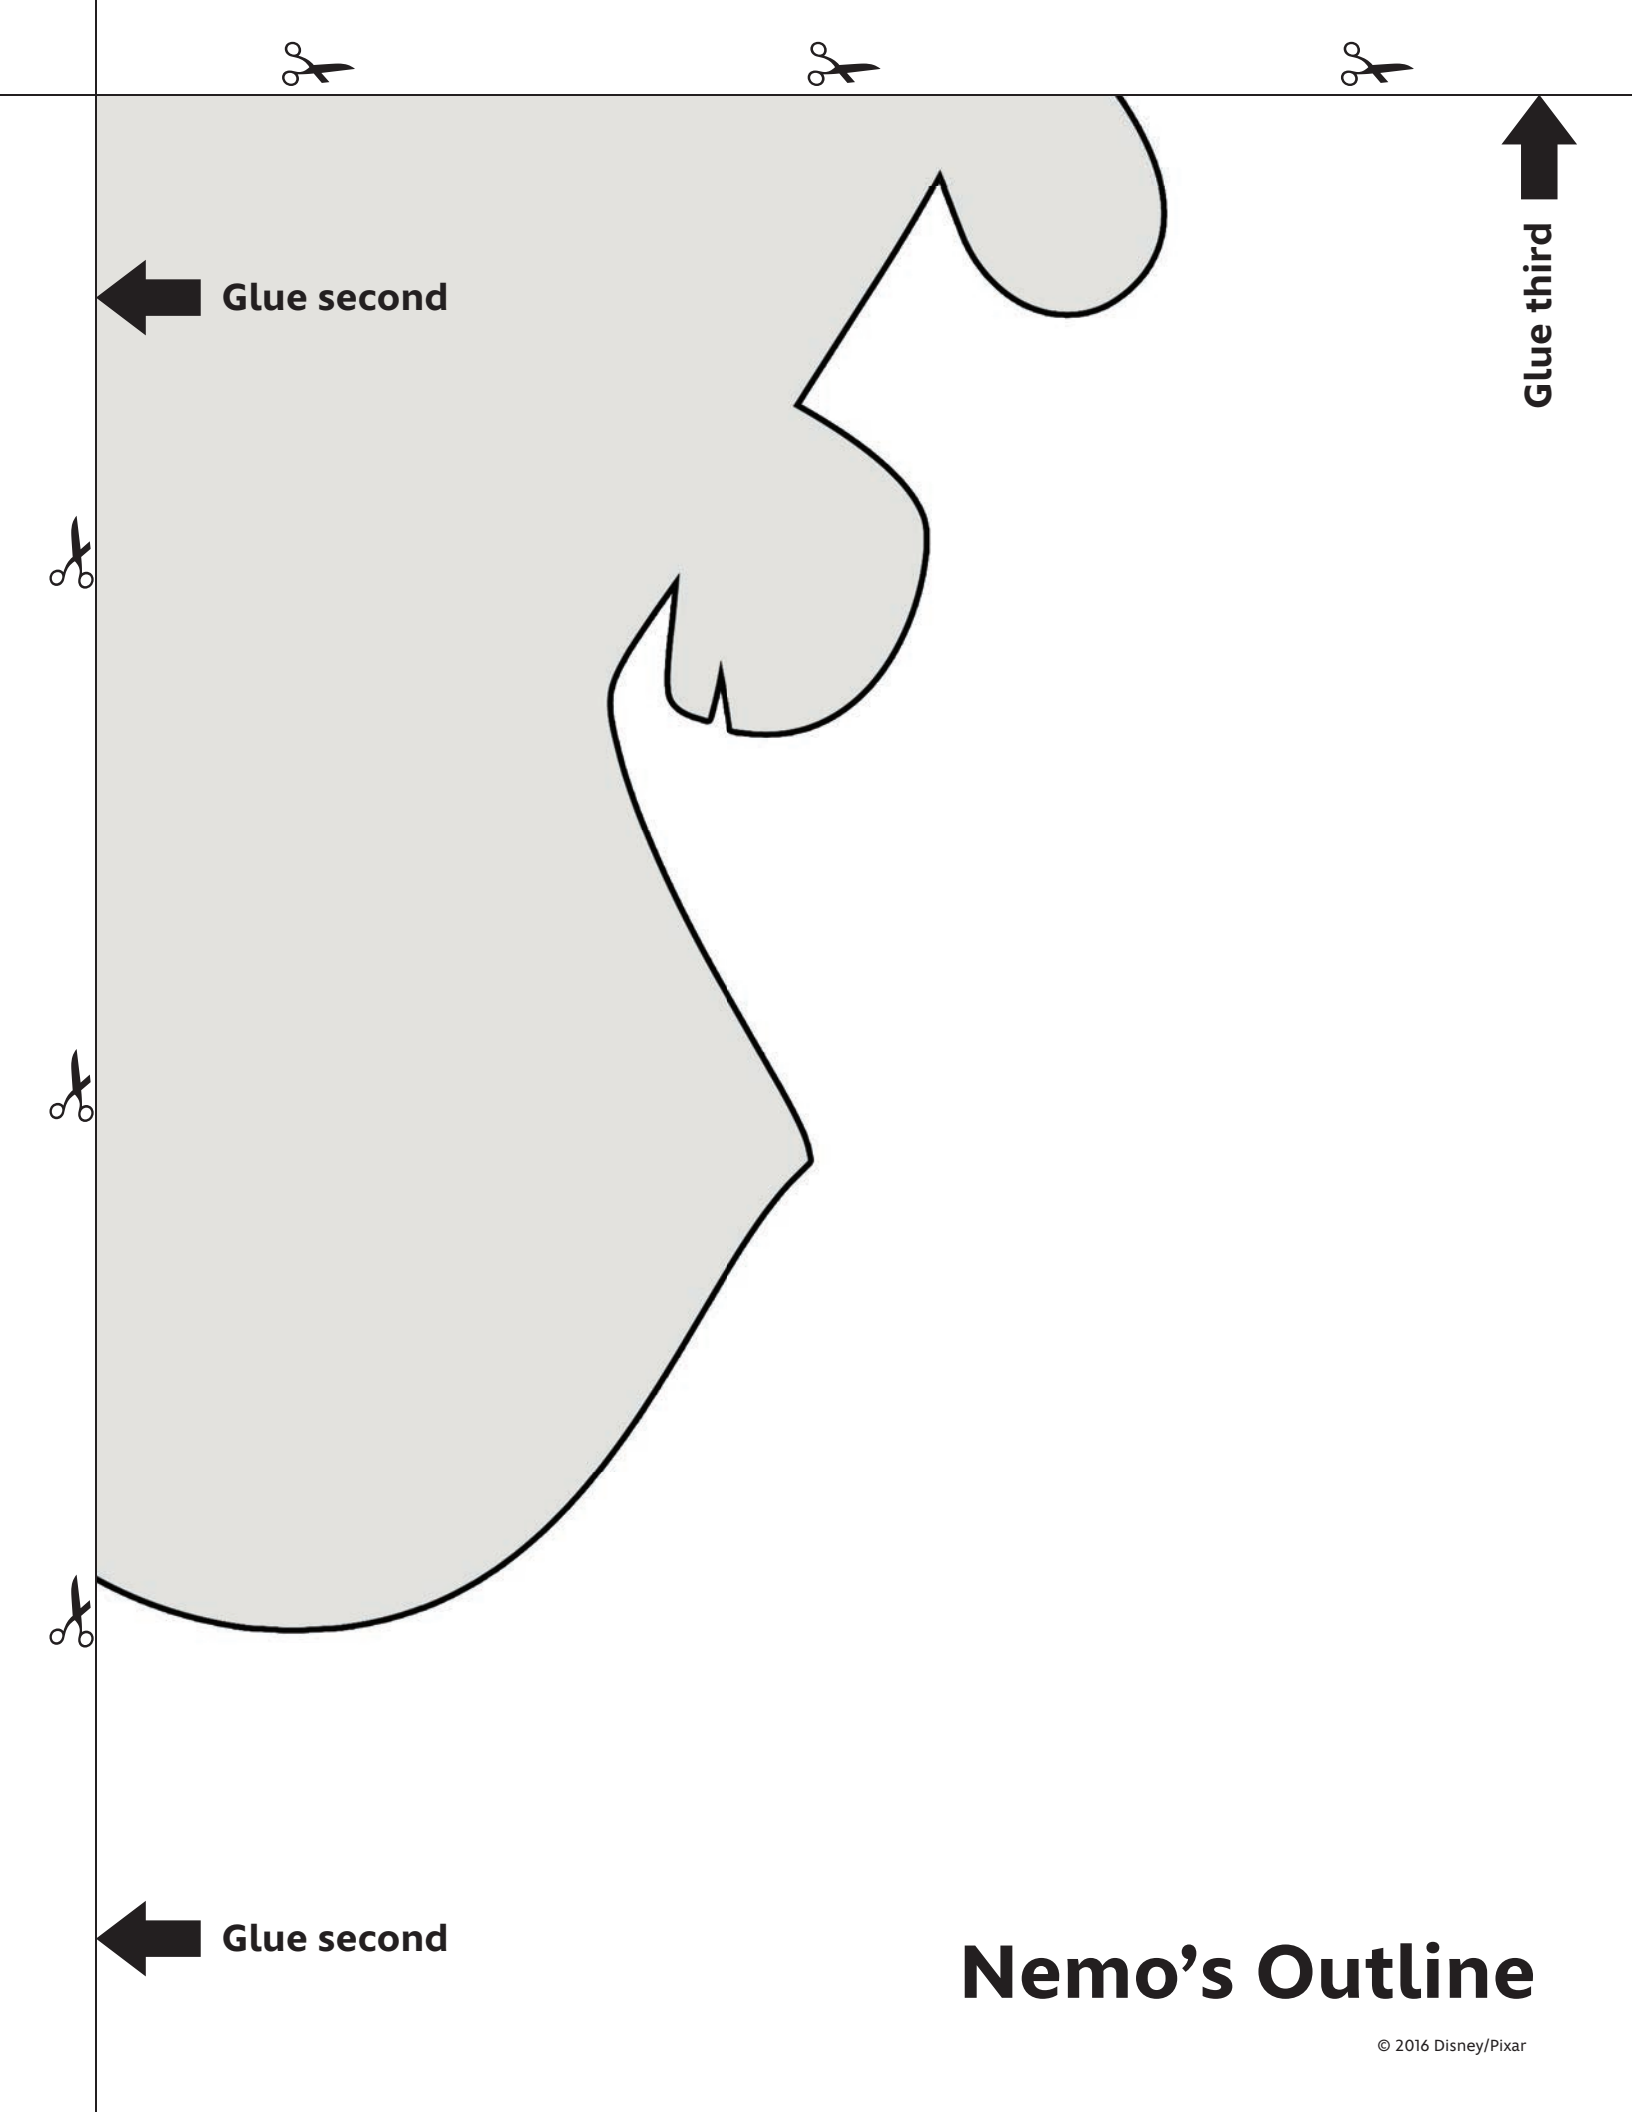 Glue third
Glue second
Glue second
Nemo’s Outline
© 2016 Disney/Pixar